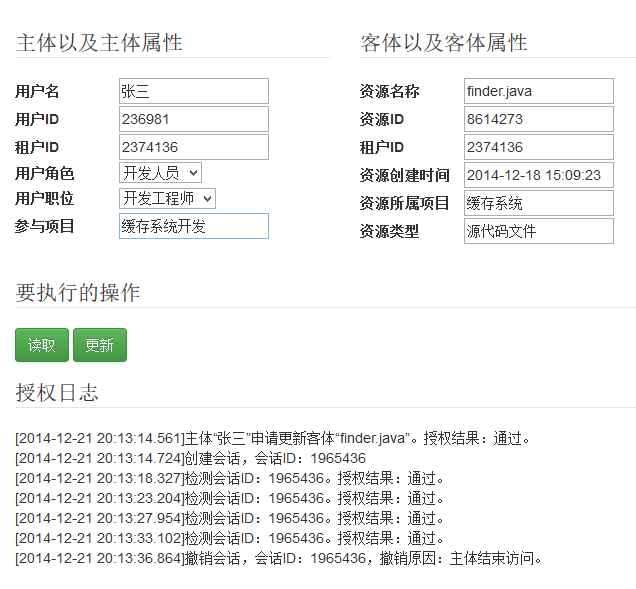 主体以及主体属性
用户名 张三
用户ID 236981
租户ID 2374136
用户角色 开发人员
用户职位 开发工程师
参与项目 缓存系统开发
客体以及客体属性
资源名称 finder.java
资源ID 8614273
租户ID 2374136
资源创建时间 2014-12-18 15:09:23
资源所属项目 缓存系统
资源类型 源代码文件
要执行的操作
读取 更新
授权日志
[2014-12-21 20:13:14.561]主体“张三”申请更新客体“finder.java”。授权结果：通过。
[2014-12-21 20:13:14.724]创建会话，会话ID：1965436
[2014-12-21 20:13:18.327]检测会话ID：1965436。授权结果：通过。
[2014-12-21 20:13:23.204]检测会话ID：1965436。授权结果：通过。
[2014-12-21 20:13:27.954]检测会话ID：1965436。授权结果：通过。
[2014-12-21 20:13:33.102]检测会话ID：1965436。授权结果：通过。
[2014-12-21 20:13:36.864]撤销会话，会话ID：1965436，撤销原因：主体结束访问。